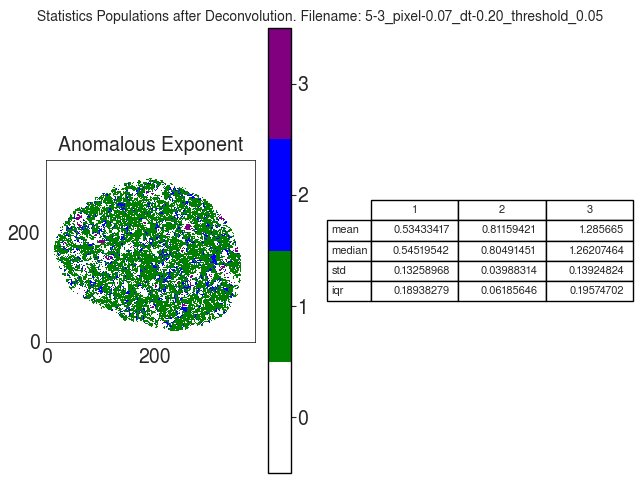 Statistics Populations after Deconvolution. Filename: 5-3_pixel-0.07_dt-0.20_threshold_0.05
Anomalous Exponent
200
0
0 200
3
2
1
0
1 2 3
mean 0.53433417 0.81159421 1.285665
median 0.54519542 0.80491451 1.26207464
std 0.13258968 0.03988314 0.13924824
iqr 0.18938279 0.06185646 0.19574702